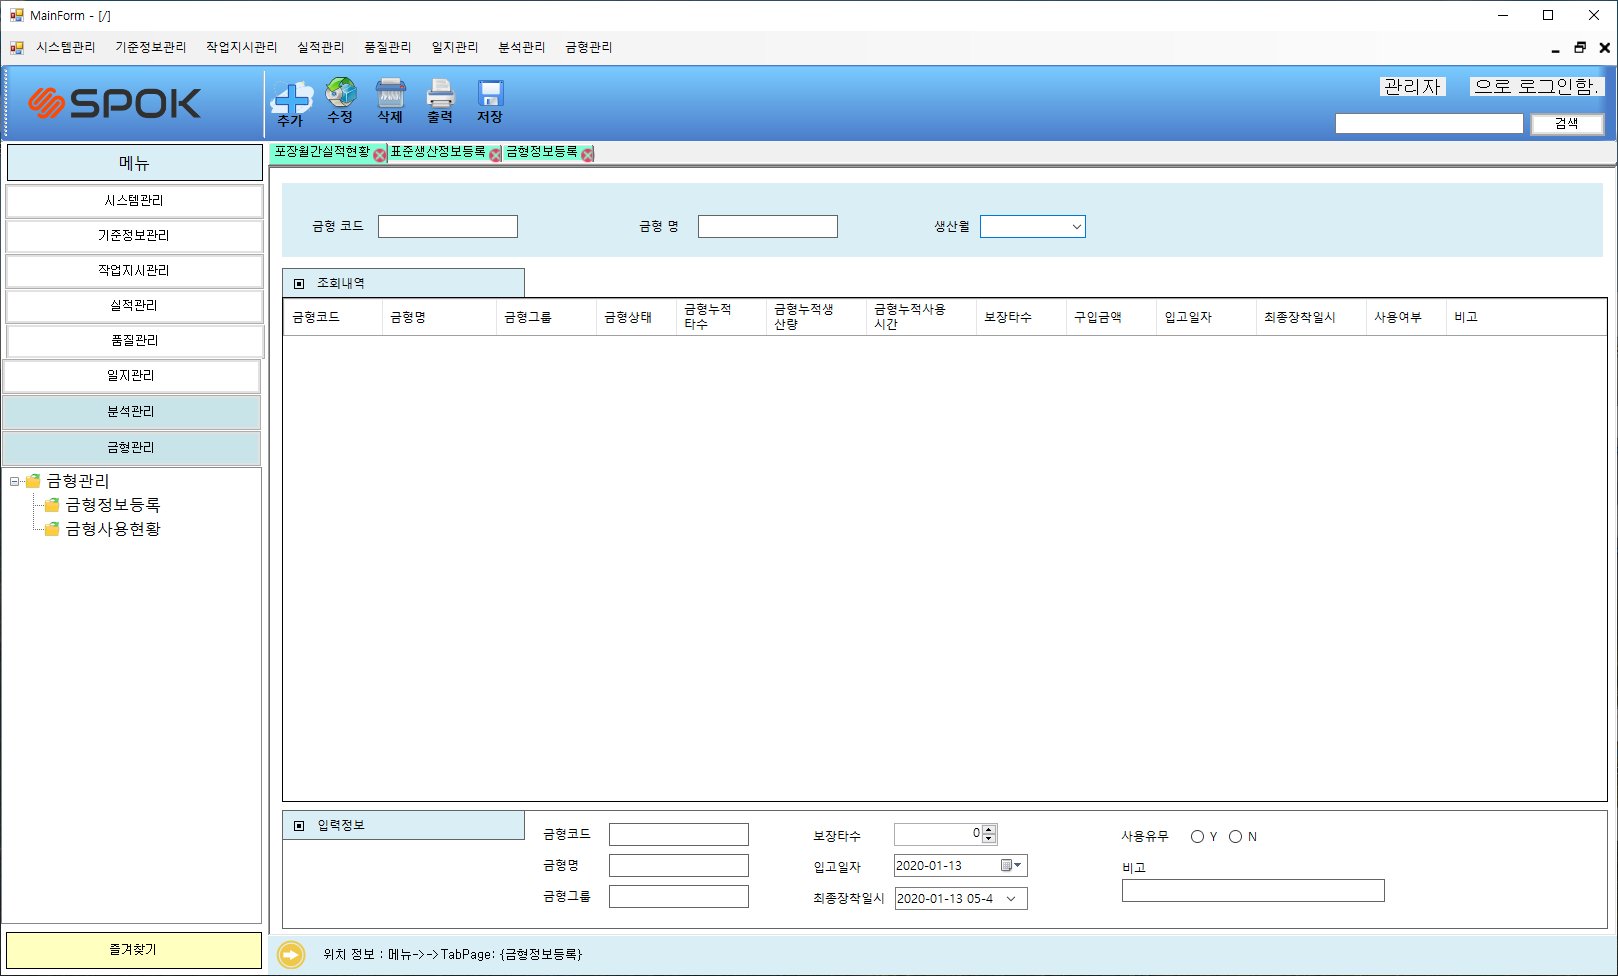 MainForm - [/]
시스템관리 기준정보관리 작업지시관리 실적관리 품질관리 일지관리 분석관리 금형관리
SPOK
추가 수정 삭제 출력 저장
관리자 으로 로그인함.
검색
메뉴
시스템관리
기준정보관리
작업지시관리
실적관리
품질관리
일지관리
분석관리
금형관리
금형관리
금형정보등록
금형사용현황
즐겨찾기
포장월간실적현황 표준생산정보등록 금형정보등록
금형 코드 금형 명 생산월
조회내역
금형코드 금형명 금형그룹 금형상태 금형누적타수 금형누적생산량 금형누적사용시간 보장타수 구입금액 입고일자 최종장착일시 사용여부 비고
입력정보
금형코드 보장타수 0 사용유무 Y N
금형명 입고일자 2020-01-13 비고
금형그룹 최종장착일시 2020-01-13 05-4
위치 정보 : 메뉴->->TabPage: {금형정보등록}